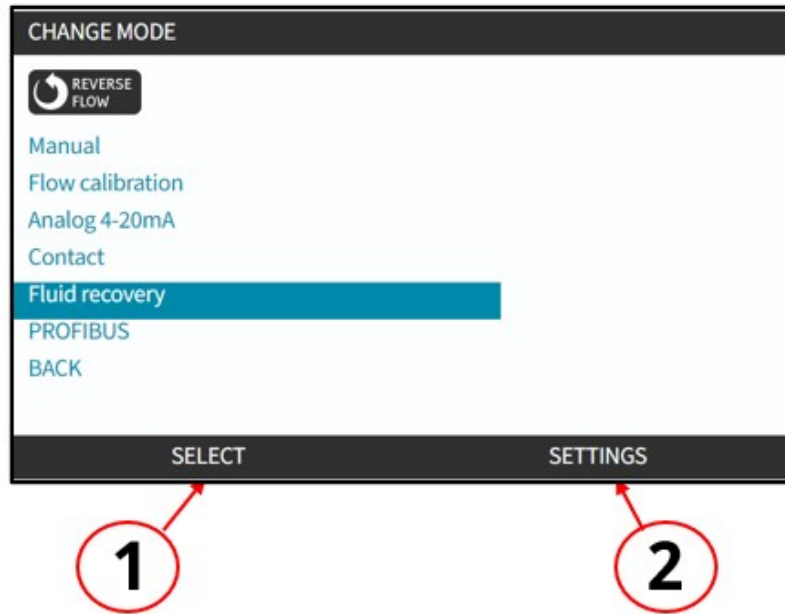 CHANGE MODE
REVERSE
FLOW
Manual
Flow calibration
Analog 4-20mA
Contact
Fluid recovery
PROFIBUS
BACK
SELECT SETTINGS
1 2